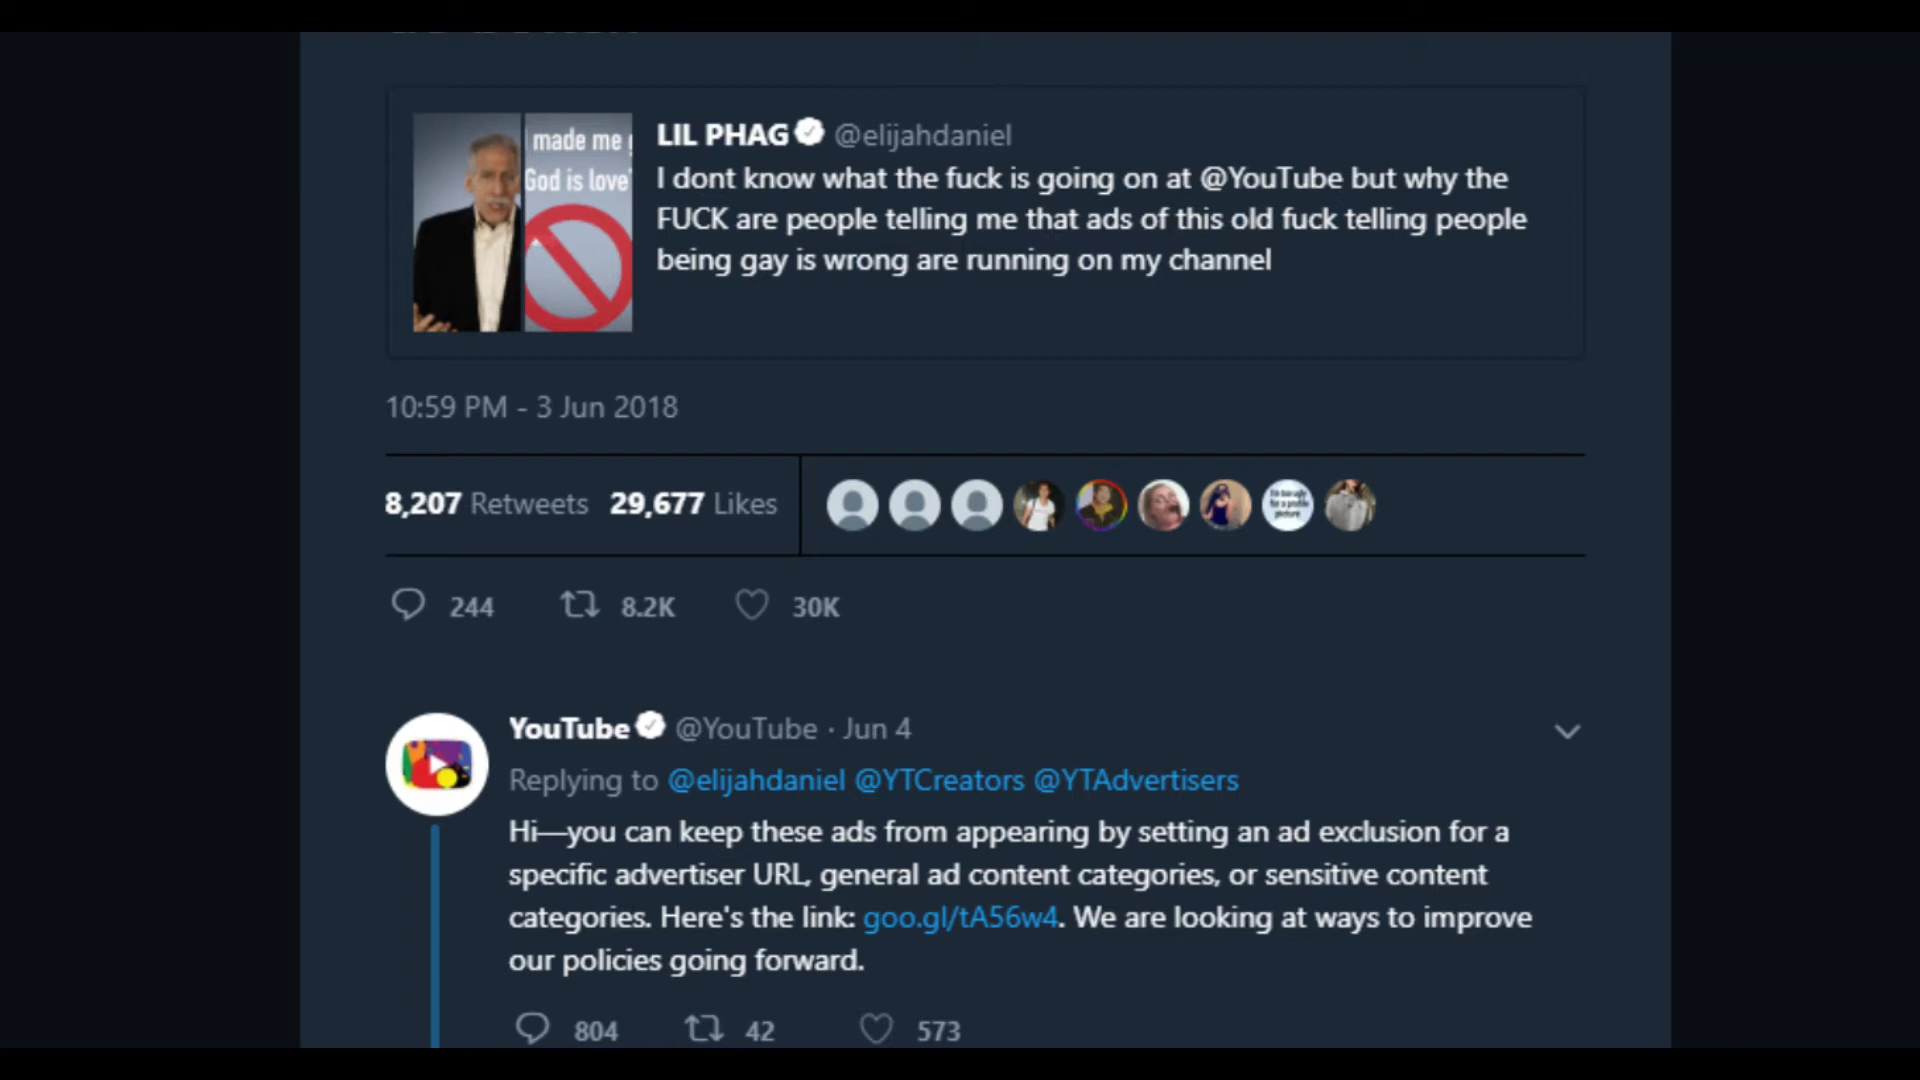 LIL PHAG @elijahdaniel
I dont know what the fuck is going on at @YouTube but why the
FUCK are people telling me that ads of this old fuck telling people
being gay is wrong are running on my channel
made me
God is love'
10:59 PM - 3 Jun 2018
8,207 Retweets 29,677 Likes
I'm too ugly
for a profile
picture
244 8.2K 30K
YouTube @YouTube · Jun 4
Replying to @elijahdaniel @YTCreators @YTAdvertisers
Hi—you can keep these ads from appearing by setting an ad exclusion for a
specific advertiser URL, general ad content categories, or sensitive content
categories. Here's the link: goo.gl/tA56w4. We are looking at ways to improve
our policies going forward.
804 42 573